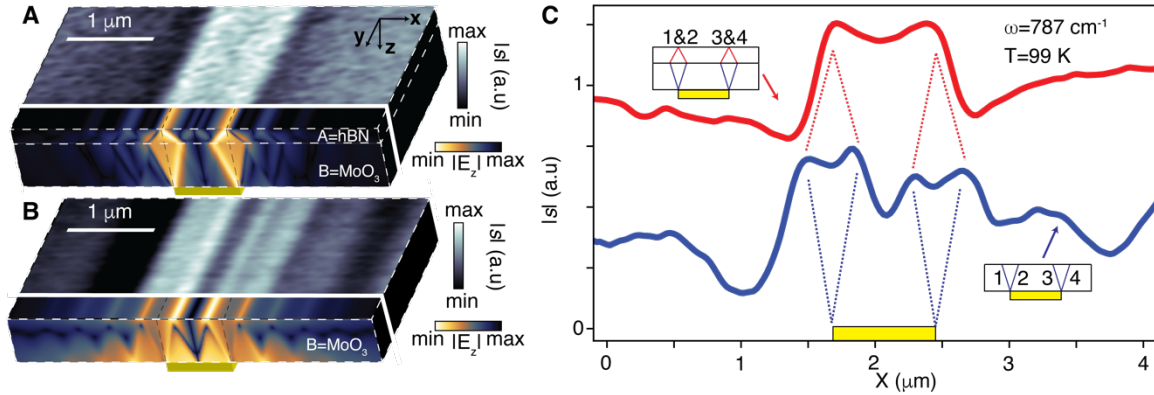 A
1 μm
x
y
z
max
|s| (a.u)
min
A=hBN
B=MoO3
min |Ez| max
B
1 μm
max
|s| (a.u)
min
B=MoO3
min |Ez| max
C
1&2 3&4
ω=787 cm-1
T=99 K
1
|s| (a.u)
1 2 3 4
0
0 1 2 3 4
X (μm)